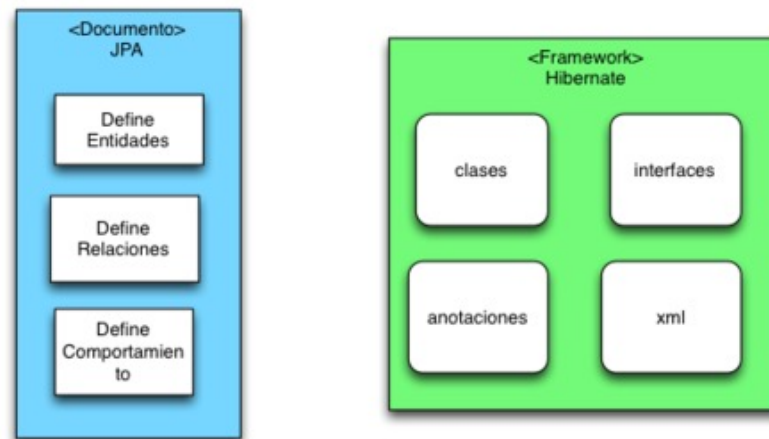 <Documento>
JPA
Define
Entidades
Define
Relaciones
Define
Comportamien
to
<Framework>
Hibernate
clases
interfaces
anotaciones
xml